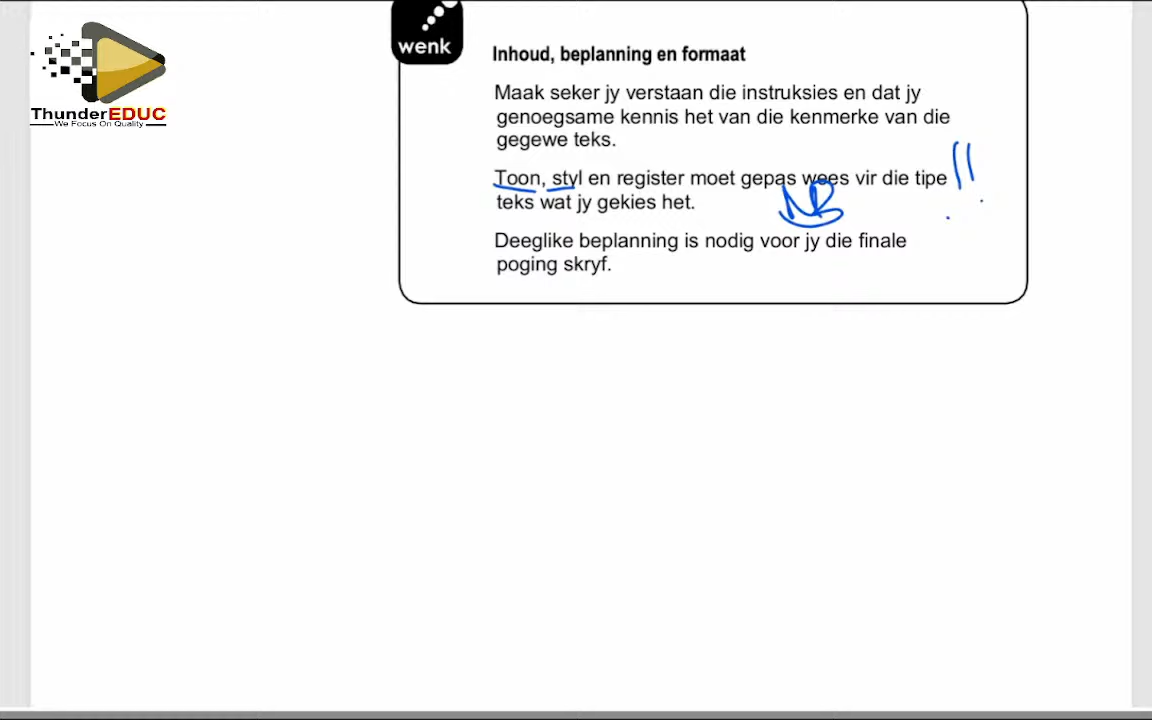 ThunderEDUC
We Focus On Quality
wenk
Inhoud, beplanning en formaat
Maak seker jy verstaan die instruksies en dat jy
genoegsame kennis het van die kenmerke van die
gegewe teks.
Toon, styl en register moet gepas wees vir die tipe !!
teks wat jy gekies het. NB
Deeglike beplanning is nodig voor jy die finale
poging skryf.